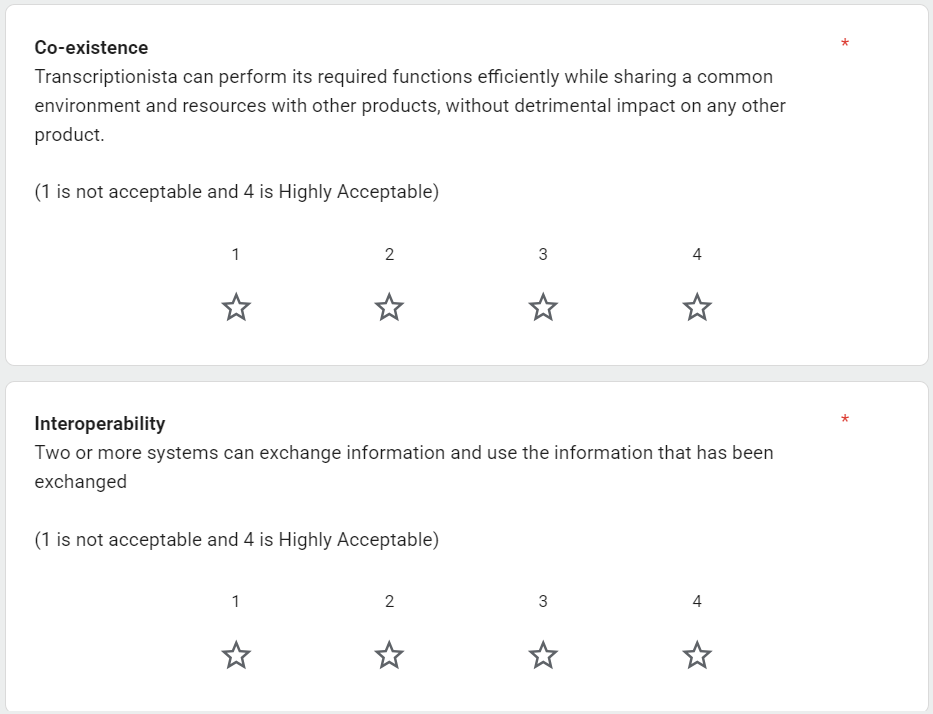 Co-existence *
Transcriptionista can perform its required functions efficiently while sharing a common
environment and resources with other products, without detrimental impact on any other
product.
(1 is not acceptable and 4 is Highly Acceptable)
1 2 3 4
Interoperability *
Two or more systems can exchange information and use the information that has been
exchanged
(1 is not acceptable and 4 is Highly Acceptable)
1 2 3 4